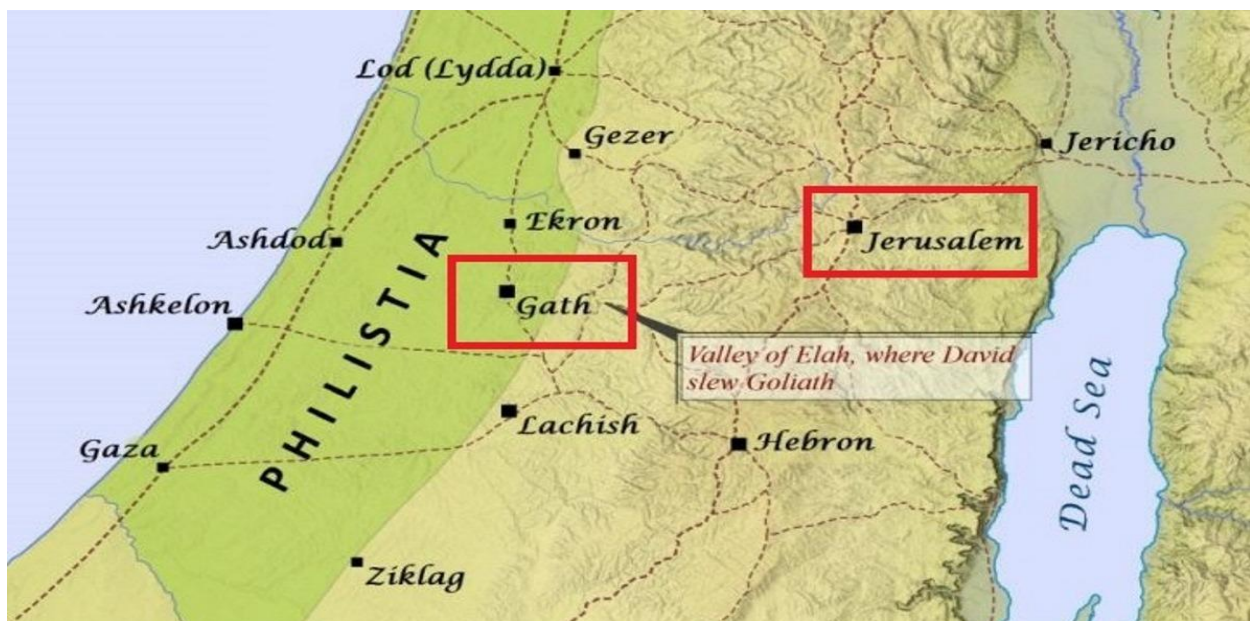 Lod (Lydda)
Gezer
Jericho
Ekron
Ashdod
Jerusalem
Ashkelon
Gath
PHILISTIA
Valley of Elah, where David
slew Goliath
Lachish
Hebron
Gaza
Dead Sea
Ziklag